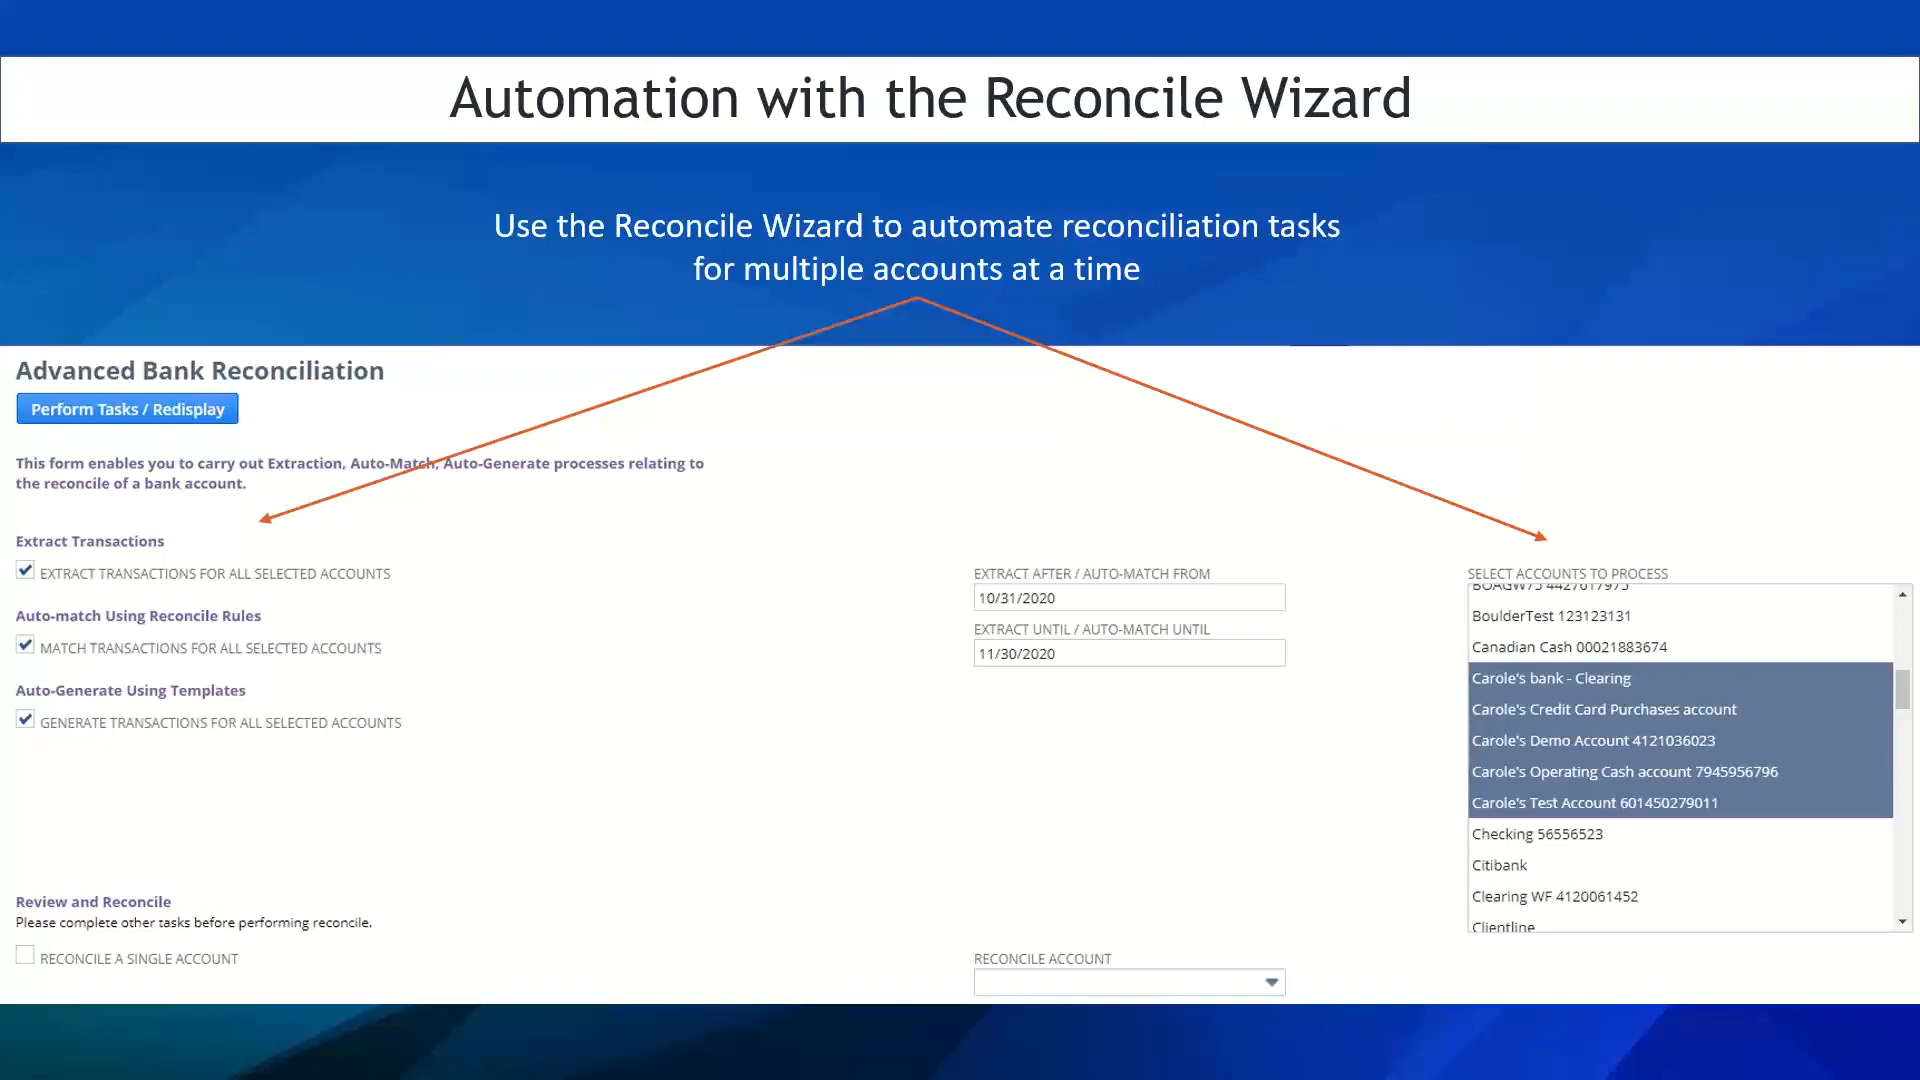 Automation with the Reconcile Wizard
Use the Reconcile Wizard to automate reconciliation tasks
for multiple accounts at a time
Advanced Bank Reconciliation
Perform Tasks / Redisplay
This form enables you to carry out Extraction, Auto-Match, Auto-Generate processes relating to
the reconcile of a bank account.
Extract Transactions
EXTRACT TRANSACTIONS FOR ALL SELECTED ACCOUNTS
Auto-match Using Reconcile Rules
MATCH TRANSACTIONS FOR ALL SELECTED ACCOUNTS
Auto-Generate Using Templates
GENERATE TRANSACTIONS FOR ALL SELECTED ACCOUNTS
EXTRACT AFTER / AUTO-MATCH FROM
10/31/2020
EXTRACT UNTIL / AUTO-MATCH UNTIL
11/30/2020
SELECT ACCOUNTS TO PROCESS
BoulderTest 123123131
Canadian Cash 00021883674
Carole's bank - Clearing
Carole's Credit Card Purchases account
Carole's Demo Account 4121036023
Carole's Operating Cash account 7945956796
Carole's Test Account 601450279011
Checking 56556523
Citibank
Clearing WF 4120061452
Clientline
Review and Reconcile
Please complete other tasks before performing reconcile.
RECONCILE A SINGLE ACCOUNT
RECONCILE ACCOUNT